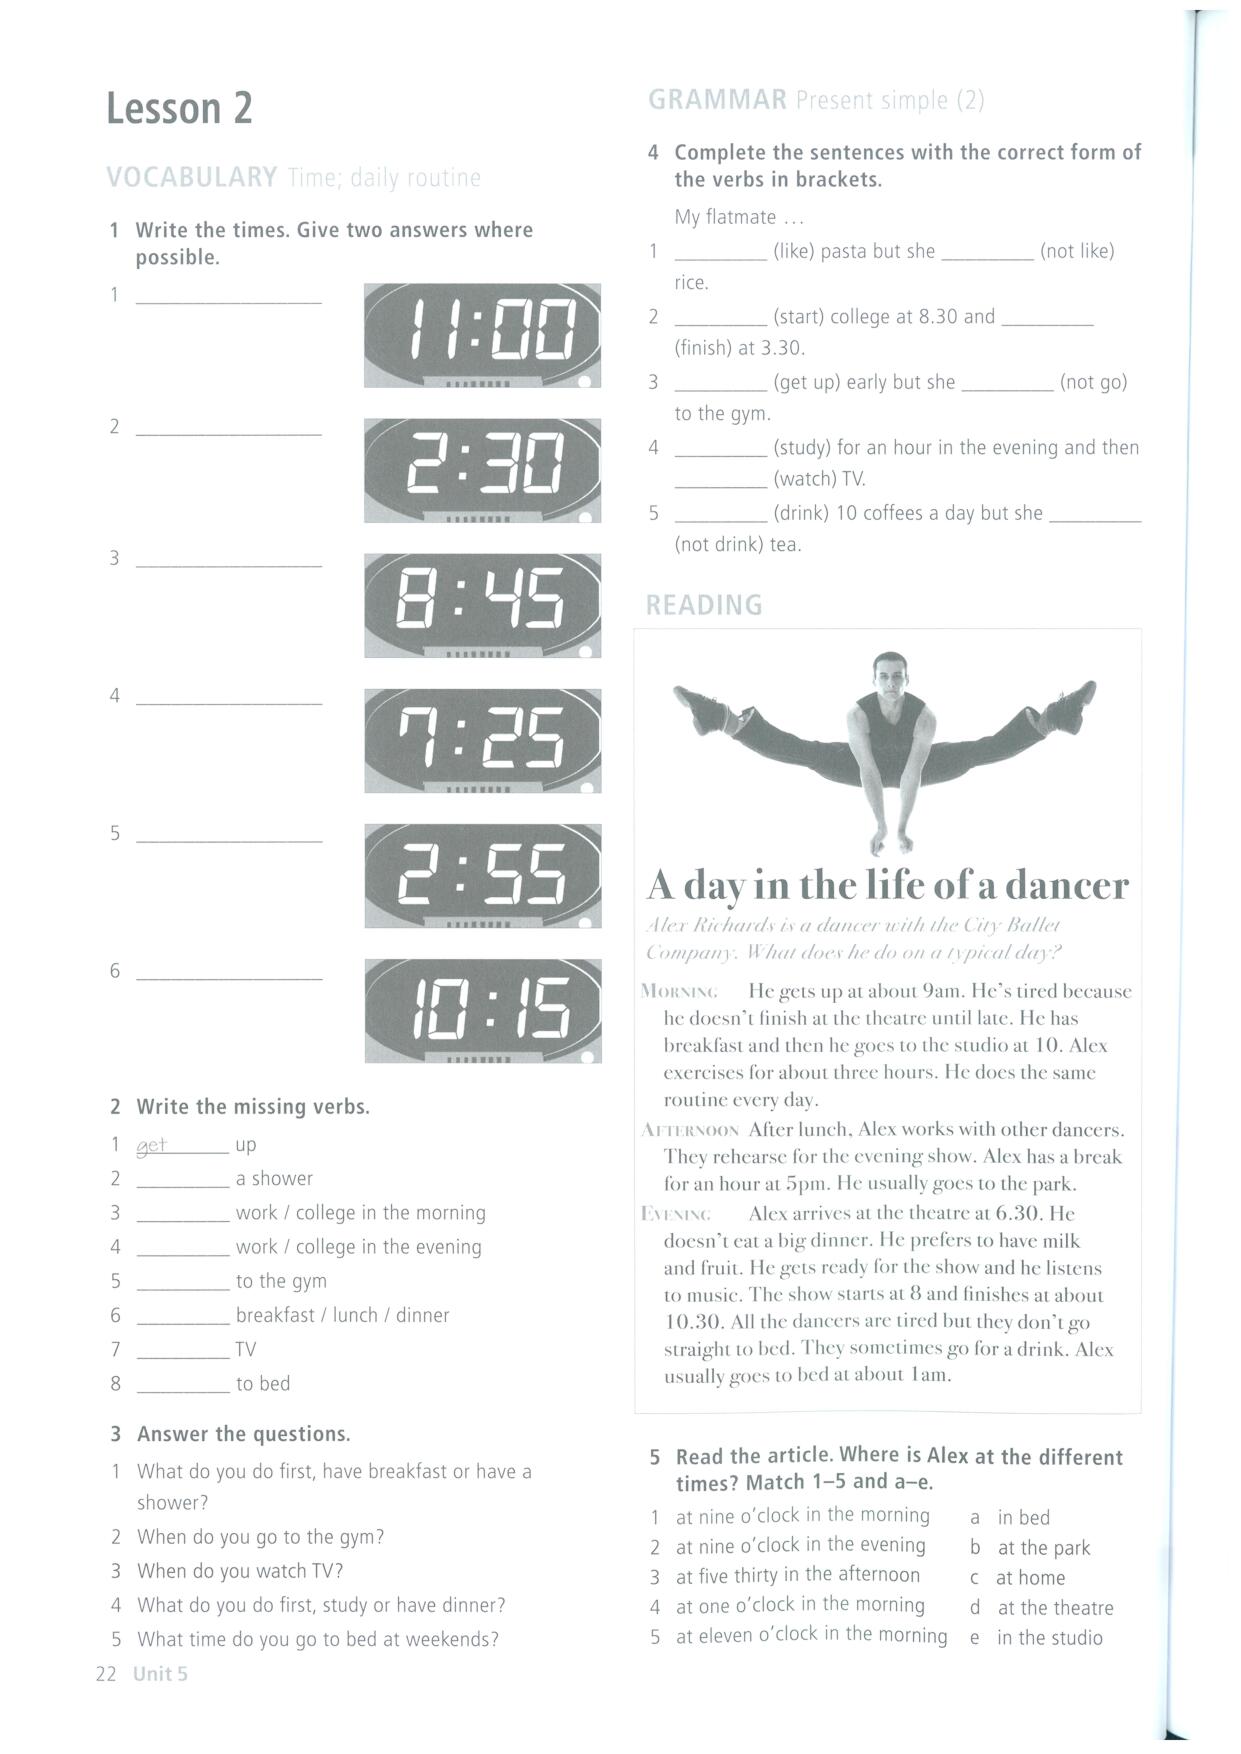 Lesson 2
VOCABULARY Time; daily routine
1 Write the times. Give two answers where
possible.
1 ____________ 11:00
2 ____________ 2:30
3 ____________ 8:45
4 ____________ 7:25
5 ____________ 2:55
6 ____________ 10:15
2 Write the missing verbs.
1 get up
2 ________ a shower
3 ________ work / college in the morning
4 ________ work / college in the evening
5 ________ to the gym
6 ________ breakfast / lunch / dinner
7 ________ TV
8 ________ to bed
3 Answer the questions.
1 What do you do first, have breakfast or have a
shower?
2 When do you go to the gym?
3 When do you watch TV?
4 What do you do first, study or have dinner?
5 What time do you go to bed at weekends?
22 Unit 5
GRAMMAR Present simple (2)
4 Complete the sentences with the correct form of
the verbs in brackets.
My flatmate …
1 ________ (like) pasta but she ________ (not like)
rice.
2 ________ (start) college at 8.30 and ________
(finish) at 3.30.
3 ________ (get up) early but she ________ (not go)
to the gym.
4 ________ (study) for an hour in the evening and then
________ (watch) TV.
5 ________ (drink) 10 coffees a day but she ________
(not drink) tea.
READING
A day in the life of a dancer
Alex Richards is a dancer with the City Ballet
Company. What does he do on a typical day?
MORNING He gets up at about 9am. He's tired because
he doesn't finish at the theatre until late. He has
breakfast and then he goes to the studio at 10. Alex
exercises for about three hours. He does the same
routine every day.
AFTERNOON After lunch, Alex works with other dancers.
They rehearse for the evening show. Alex has a break
for an hour at 5pm. He usually goes to the park.
EVENING Alex arrives at the theatre at 6.30. He
doesn't eat a big dinner. He prefers to have milk
and fruit. He gets ready for the show and he listens
to music. The show starts at 8 and finishes at about
10.30. All the dancers are tired but they don't go
straight to bed. They sometimes go for a drink. Alex
usually goes to bed at about 1am.
5 Read the article. Where is Alex at the different
times? Match 1–5 and a–e.
1 at nine o'clock in the morning a in bed
2 at nine o'clock in the evening b at the park
3 at five thirty in the afternoon c at home
4 at one o'clock in the morning d at the theatre
5 at eleven o'clock in the morning e in the studio